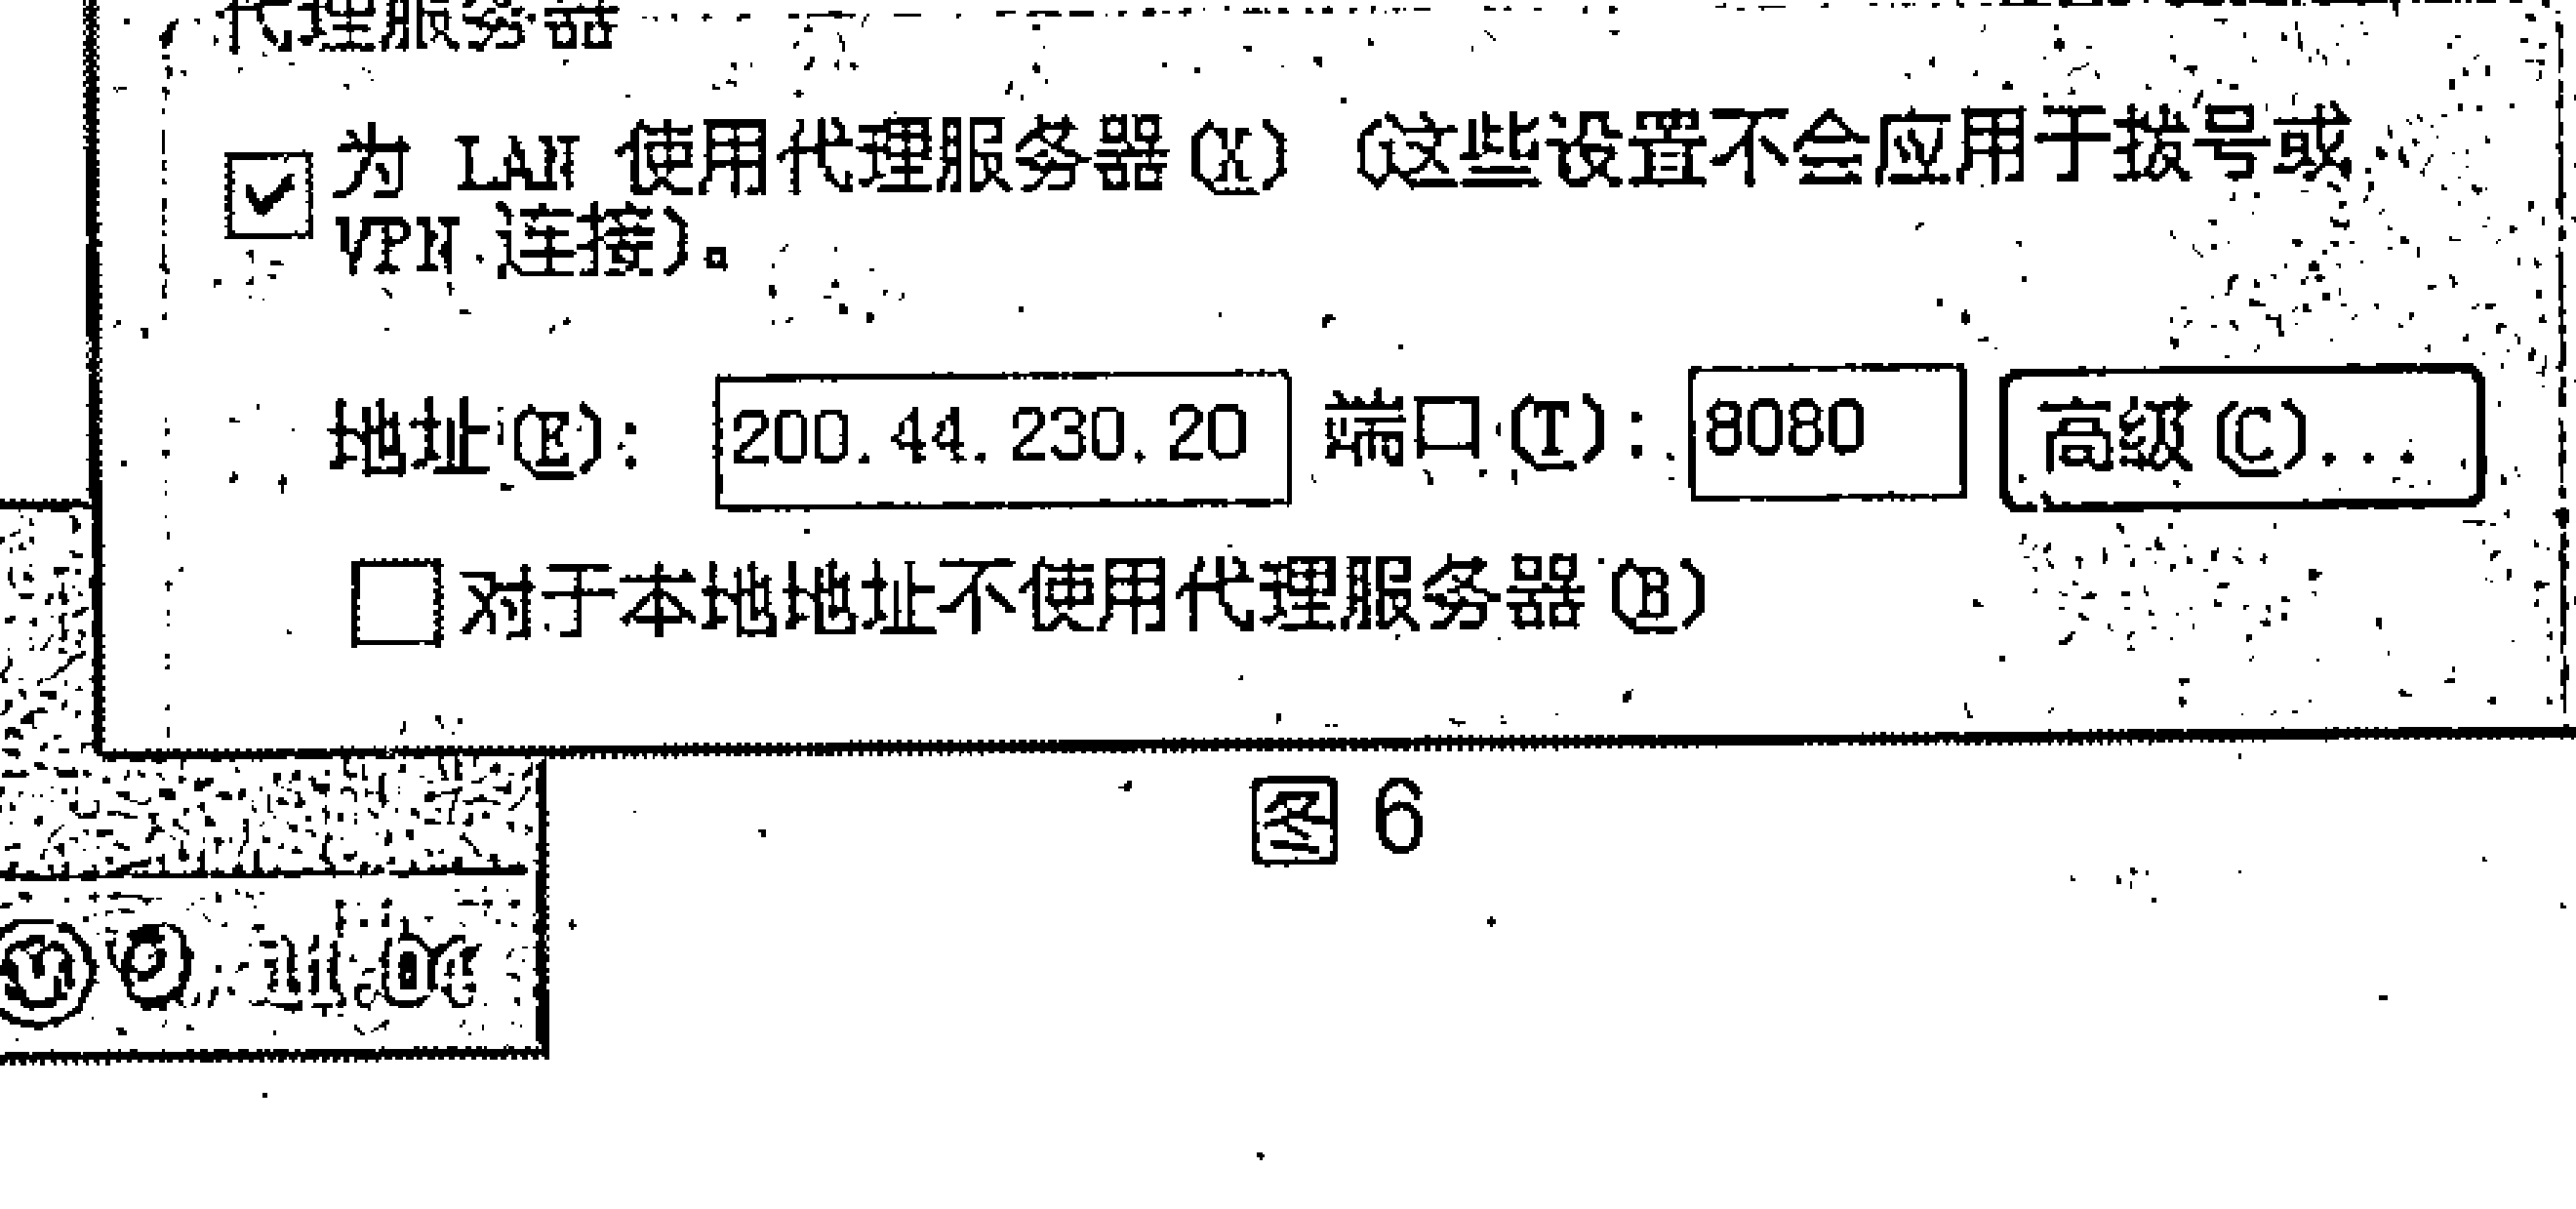 代理服务器
为 LAN 使用代理服务器(X) (这些设置不会应用于拨号或
VPN 连接)。
地址(E): 200.44.230.20 端口(T): 8080 高级(C)...
对于本地地址不使用代理服务器(B)
图 6